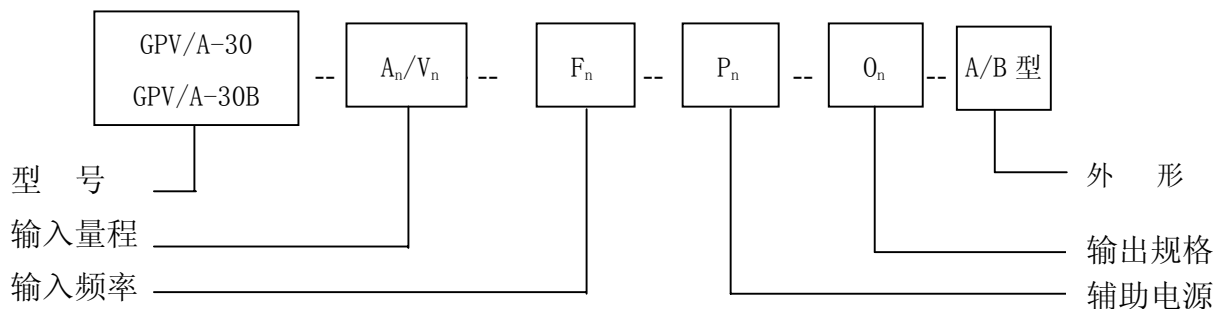 GPV/A-30
GPV/A-30B
--
Aₙ/Vₙ
--
Fₙ
--
Pₙ
--
Oₙ
--
A/B 型
型 号
外 形
输入量程
输出规格
输入频率
辅助电源